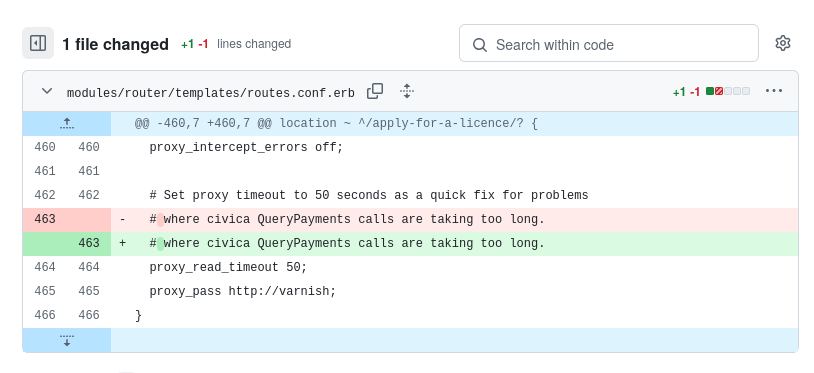 1 file changed +1 -1 lines changed
Search within code
modules/router/templates/routes.conf.erb +1 -1
@@ -460,7 +460,7 @@ location ~ ^/apply-for-a-licence/? {
460 460 proxy_intercept_errors off;
461 461
462 462 # Set proxy timeout to 50 seconds as a quick fix for problems
463 - # where civica QueryPayments calls are taking too long.
463 + # where civica QueryPayments calls are taking too long.
464 464 proxy_read_timeout 50;
465 465 proxy_pass http://varnish;
466 466 }